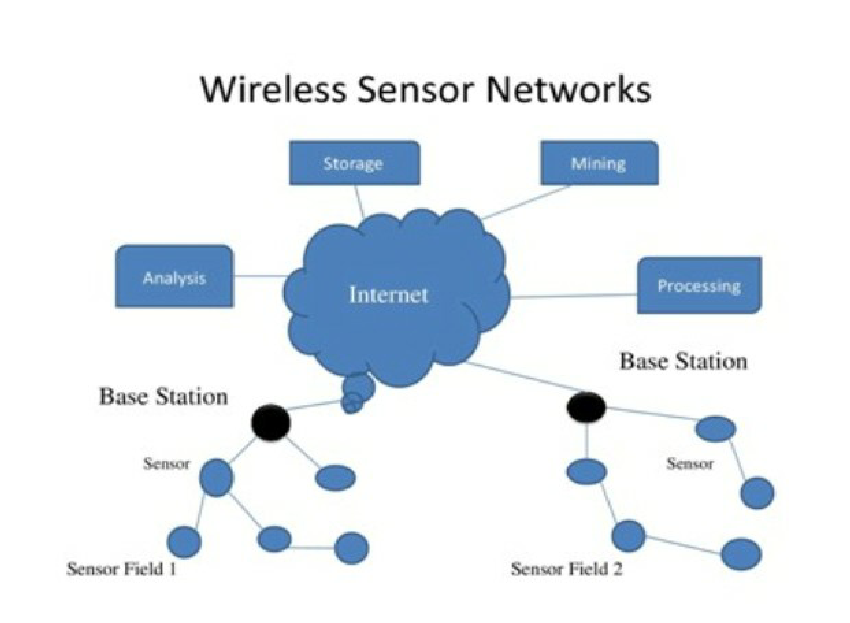 Wireless Sensor Networks
Storage
Mining
Analysis
Internet
Processing
Base Station
Base Station
Sensor
Sensor
Sensor Field 1
Sensor Field 2